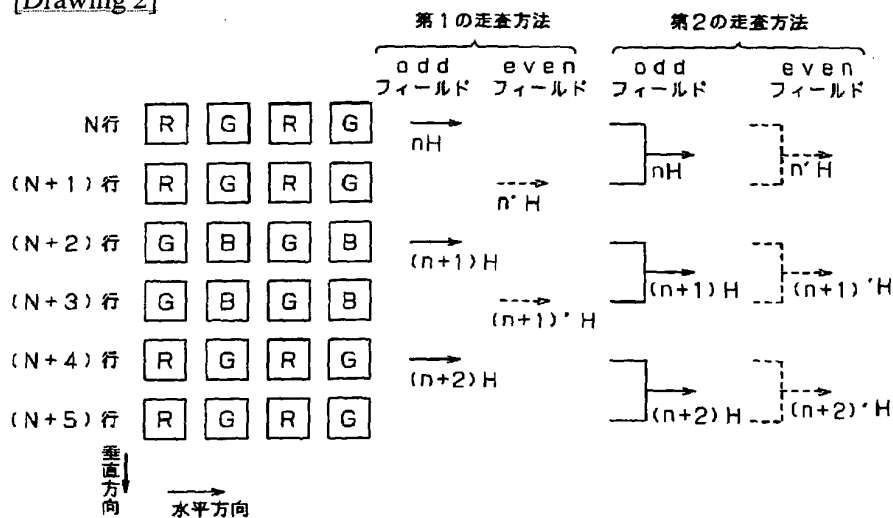 [Drawing 2]
第1の走査方法 第2の走査方法
odd even odd even
フィールド フィールド フィールド フィールド
N行 R G R G nH nH n'H
(N+1)行 R G R G n'H
(N+2)行 G B G B (n+1)H (n+1)H (n+1)'H
(N+3)行 G B G B (n+1)'H
(N+4)行 R G R G (n+2)H
(N+5)行 R G R G (n+2)H (n+2)'H
垂直方向
水平方向